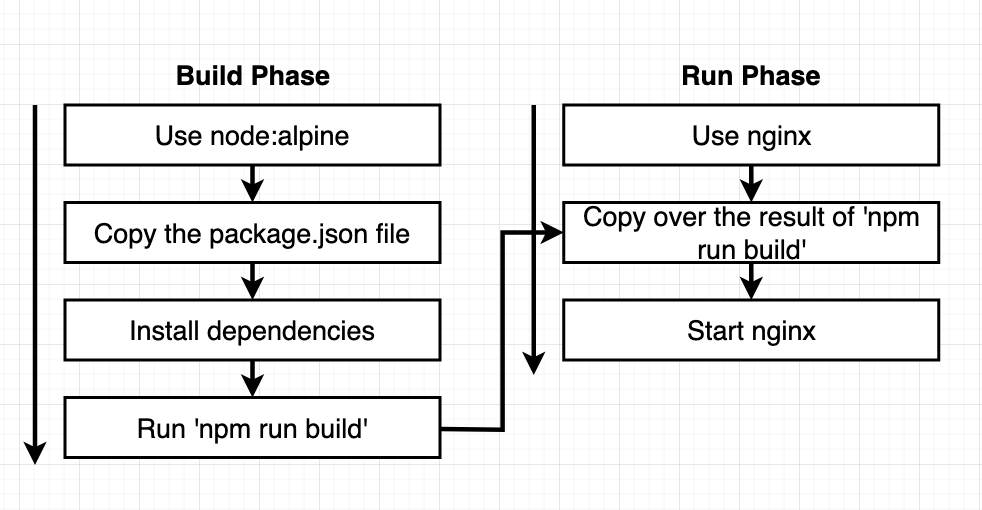 Build Phase
Use node:alpine
Copy the package.json file
Install dependencies
Run 'npm run build'
Run Phase
Use nginx
Copy over the result of 'npm
run build'
Start nginx